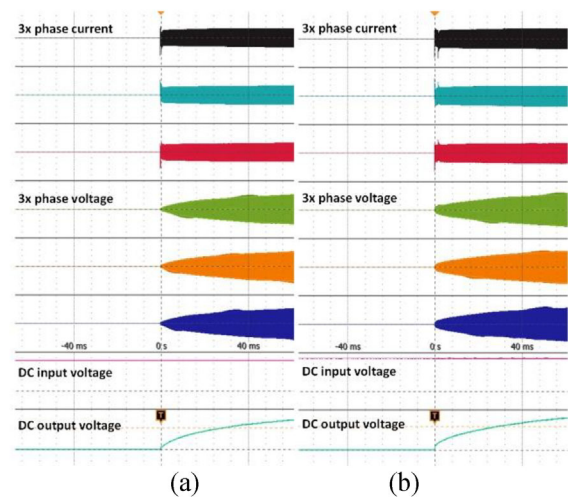 3x phase current
3x phase voltage
-40 ms
0:s
40 ms
DC input voltage
T
DC output voltage
(a)
3x phase current
3x phase voltage
-40 ms
0:s
40 ms
DC input voltage
T
DC output voltage
(b)